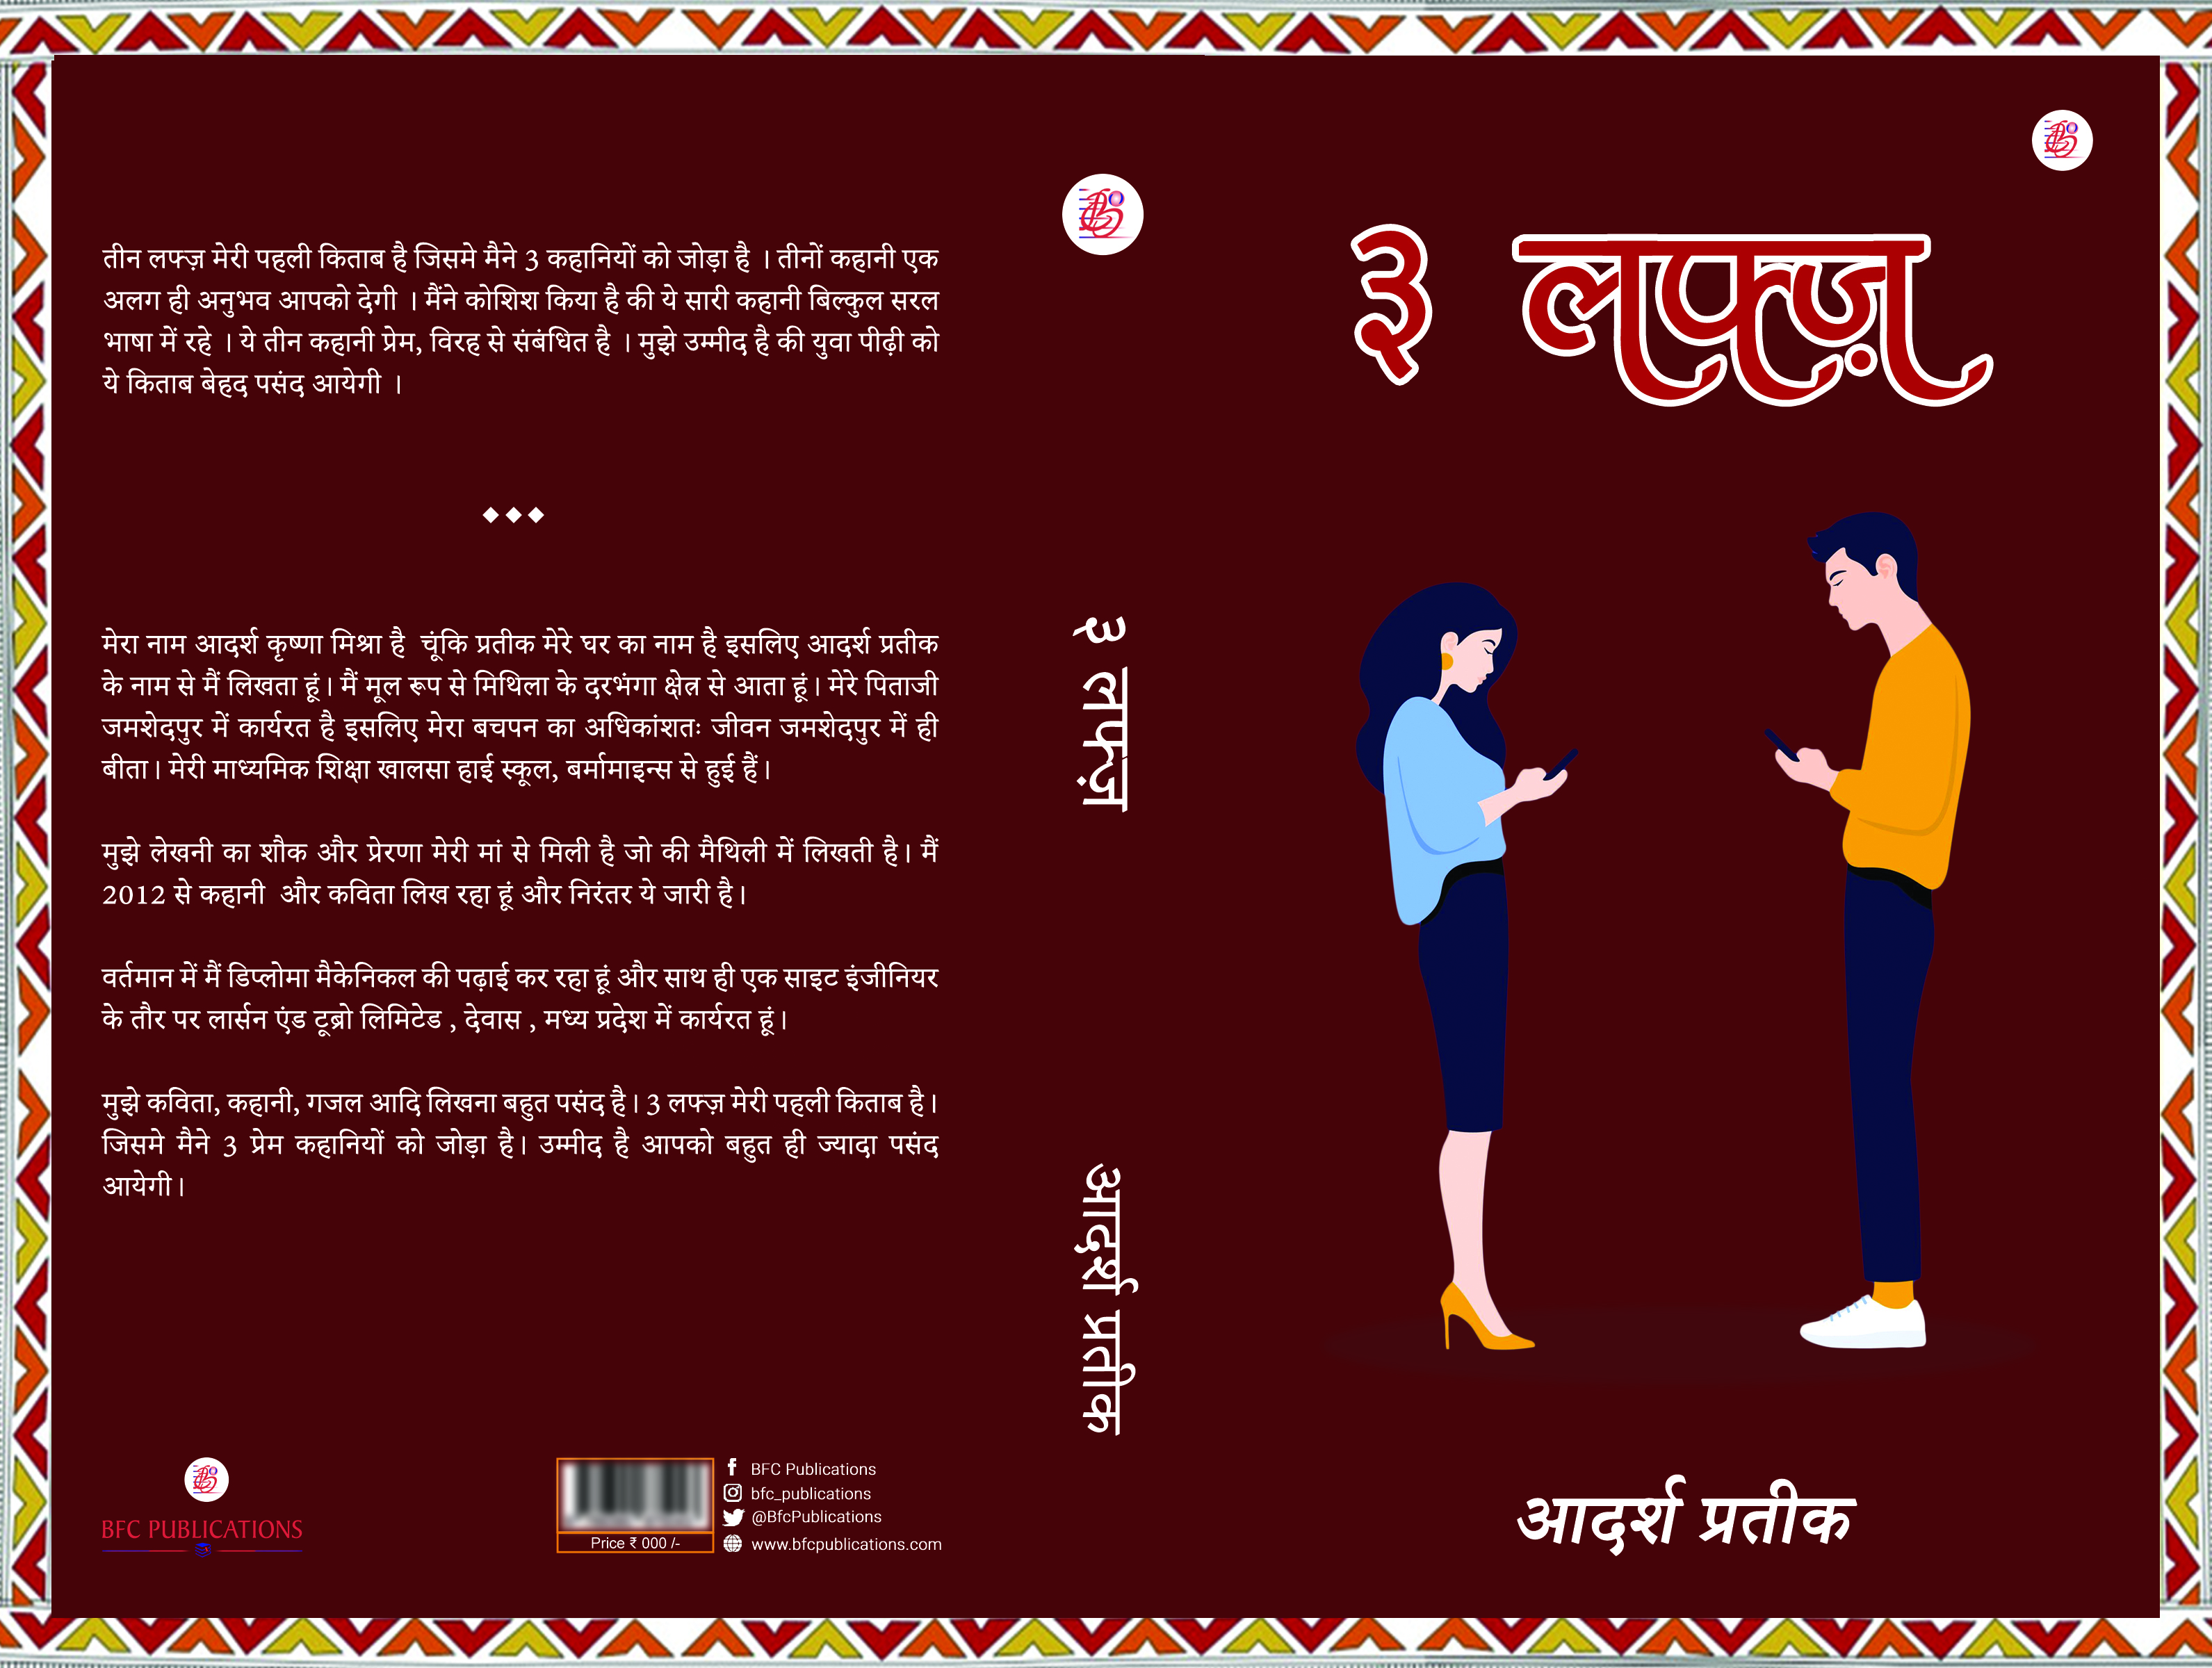 तीन लफ्ज़ मेरी पहली किताब है जिसमे मैने 3 कहानियों को जोड़ा है । तीनों कहानी एक
अलग ही अनुभव आपको देगी । मैंने कोशिश किया है की ये सारी कहानी बिल्कुल सरल
भाषा में रहे । ये तीन कहानी प्रेम, विरह से संबंधित है । मुझे उम्मीद है की युवा पीढ़ी को
ये किताब बेहद पसंद आयेगी ।
मेरा नाम आदर्श कृष्णा मिश्रा है चूंकि प्रतीक मेरे घर का नाम है इसलिए आदर्श प्रतीक
के नाम से मैं लिखता हूं। मैं मूल रूप से मिथिला के दरभंगा क्षेत्र से आता हूं। मेरे पिताजी
जमशेदपुर में कार्यरत है इसलिए मेरा बचपन का अधिकांशतः जीवन जमशेदपुर में ही
बीता। मेरी माध्यमिक शिक्षा खालसा हाई स्कूल, बर्मामाइन्स से हुई हैं।
मुझे लेखनी का शौक और प्रेरणा मेरी मां से मिली है जो की मैथिली में लिखती है। मैं
2012 से कहानी और कविता लिख रहा हूं और निरंतर ये जारी है।
वर्तमान में मैं डिप्लोमा मैकेनिकल की पढ़ाई कर रहा हूं और साथ ही एक साइट इंजीनियर
के तौर पर लार्सन एंड टूब्रो लिमिटेड , देवास , मध्य प्रदेश में कार्यरत हूं।
मुझे कविता, कहानी, गजल आदि लिखना बहुत पसंद है। 3 लफ्ज़ मेरी पहली किताब है।
जिसमे मैने 3 प्रेम कहानियों को जोड़ा है। उम्मीद है आपको बहुत ही ज्यादा पसंद
आयेगी।
BFC PUBLICATIONS
Price ₹ 000 /-
BFC Publications
bfc_publications
@BfcPublications
www.bfcpublications.com
३ लफ्ज़
आदर्श प्रतीक
३ लफ्ज़
आदर्श प्रतीक